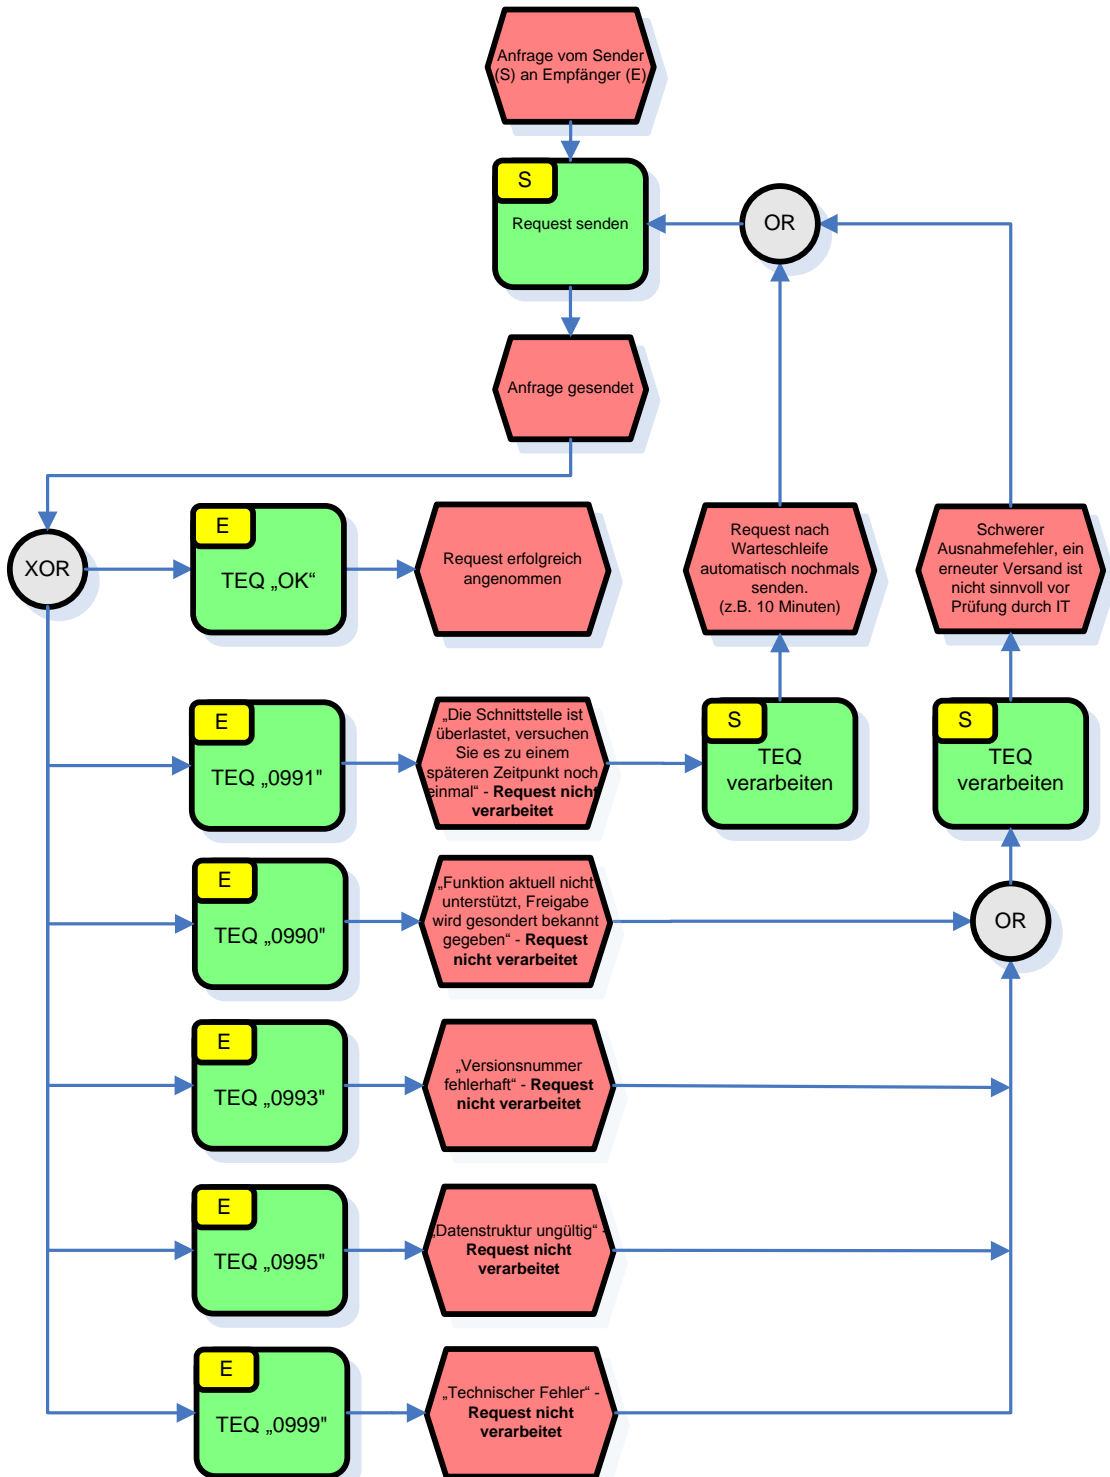 Anfrage vom Sender
(S) an Empfänger (E)
S
Request senden
OR
Anfrage gesendet
XOR
E
TEQ „OK“
Request erfolgreich
angenommen
Request nach
Warteschleife
automatisch nochmals
senden.
(z.B. 10 Minuten)
Schwerer
Ausnahmefehler, ein
erneuter Versand ist
nicht sinnvoll vor
Prüfung durch IT
E
TEQ „0991"
„Die Schnittstelle ist
überlastet, versuchen
Sie es zu einem
späteren Zeitpunkt noch
einmal“ - Request nicht
verarbeitet
S
TEQ
verarbeiten
S
TEQ
verarbeiten
E
TEQ „0990"
„Funktion aktuell nicht
unterstützt, Freigabe
wird gesondert bekannt
gegeben“ - Request
nicht verarbeitet
OR
E
TEQ „0993"
„Versionsnummer
fehlerhaft“ - Request
nicht verarbeitet
E
TEQ „0995"
„Datenstruktur ungültig“ -
Request nicht
verarbeitet
E
TEQ „0999"
„Technischer Fehler“ -
Request nicht
verarbeitet